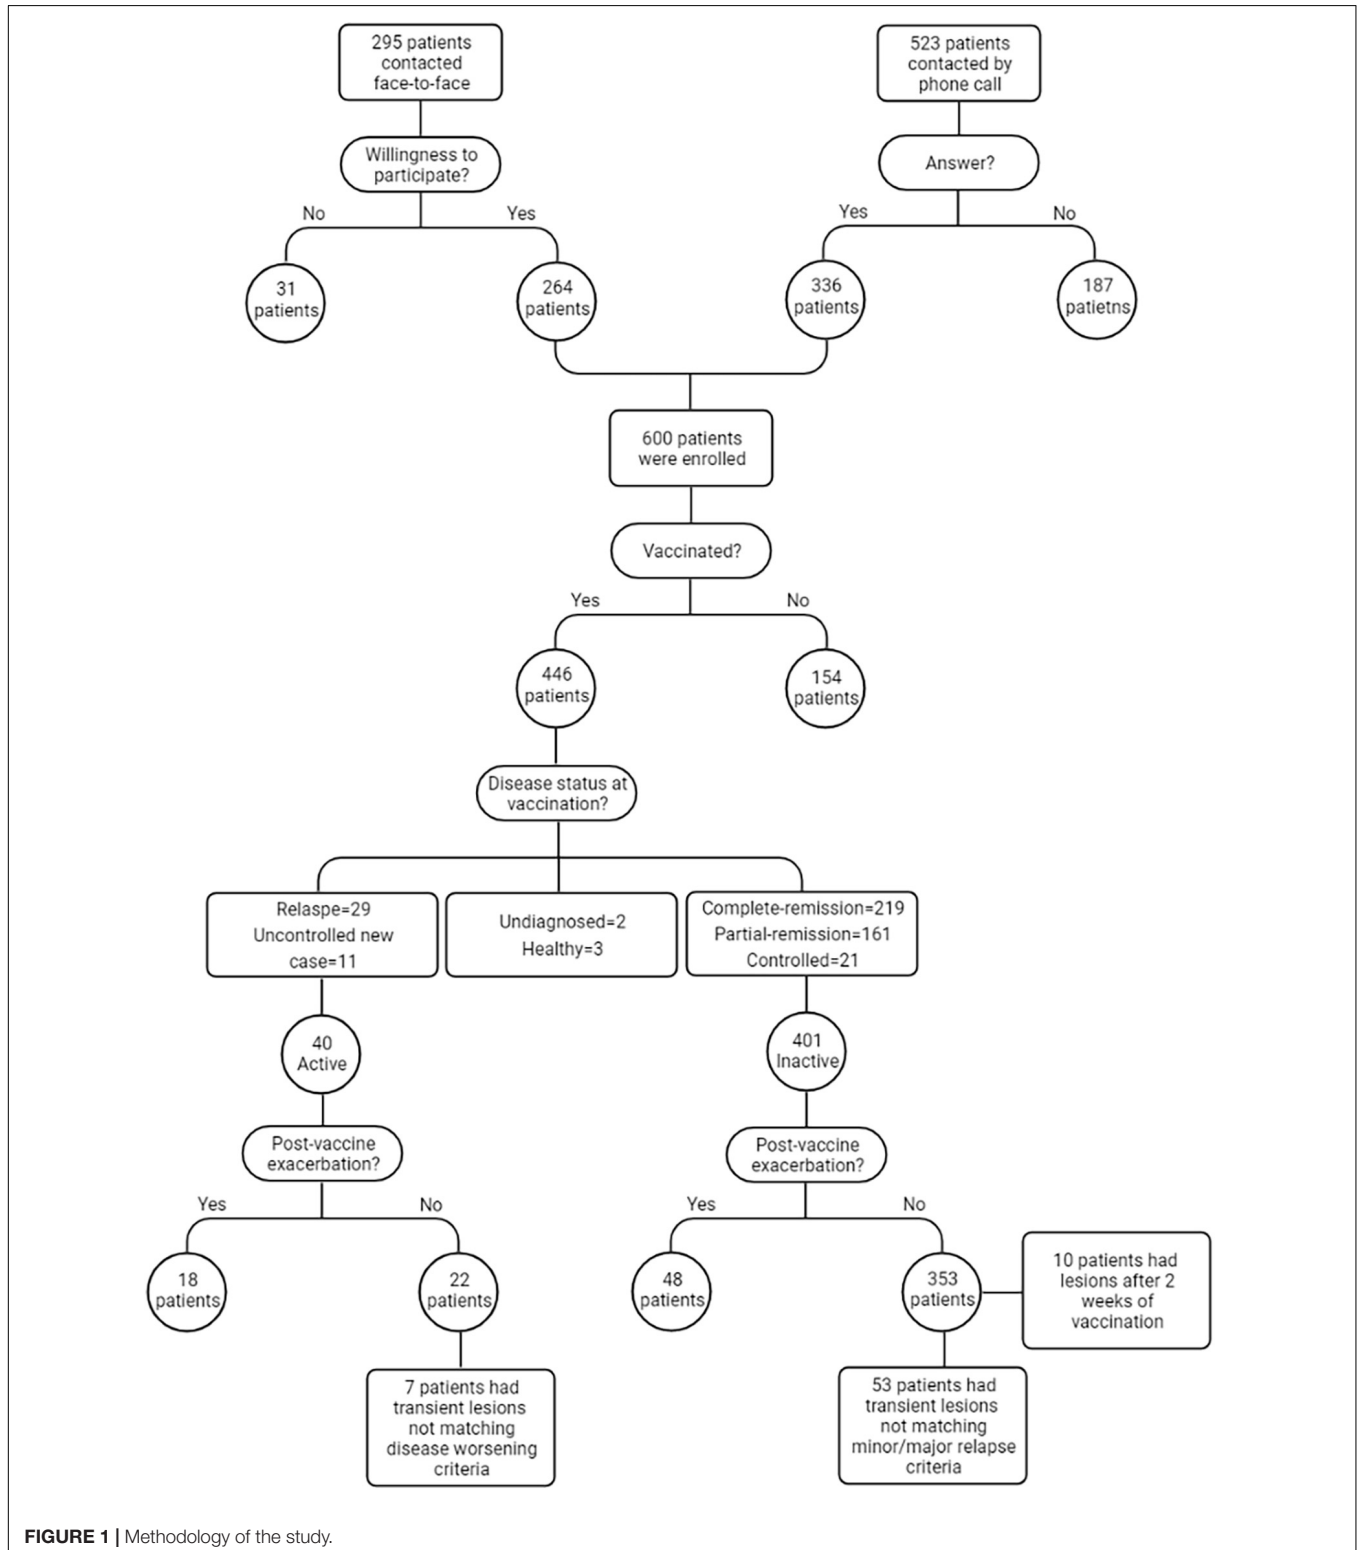 295 patients
contacted
face-to-face
523 patients
contacted by
phone call
Willingness to
participate?
Answer?
No
Yes
Yes
No
31
patients
264
patients
336
patients
187
patietns
600 patients
were enrolled
Vaccinated?
Yes
No
446
patients
154
patients
Disease status at
vaccination?
Relaspe=29
Uncontrolled new
case=11
Undiagnosed=2
Healthy=3
Complete-remission=219
Partial-remission=161
Controlled=21
40
Active
401
Inactive
Post-vaccine
exacerbation?
Post-vaccine
exacerbation?
Yes
No
Yes
No
18
patients
22
patients
48
patients
353
patients
10 patients had
lesions after 2
weeks of
vaccination
7 patients had
transient lesions
not matching
disease worsening
criteria
53 patients had
transient lesions
not matching
minor/major relapse
criteria
FIGURE 1 | Methodology of the study.